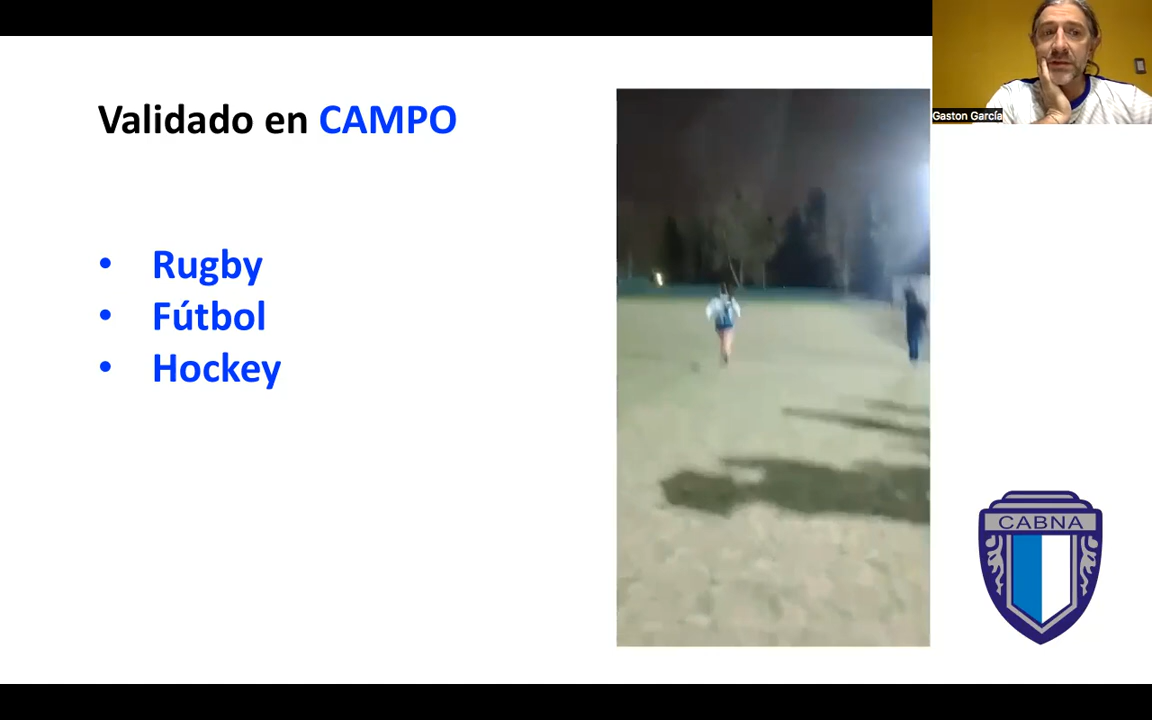 Gaston García
Validado en CAMPO
• Rugby
• Fútbol
• Hockey
CABNA